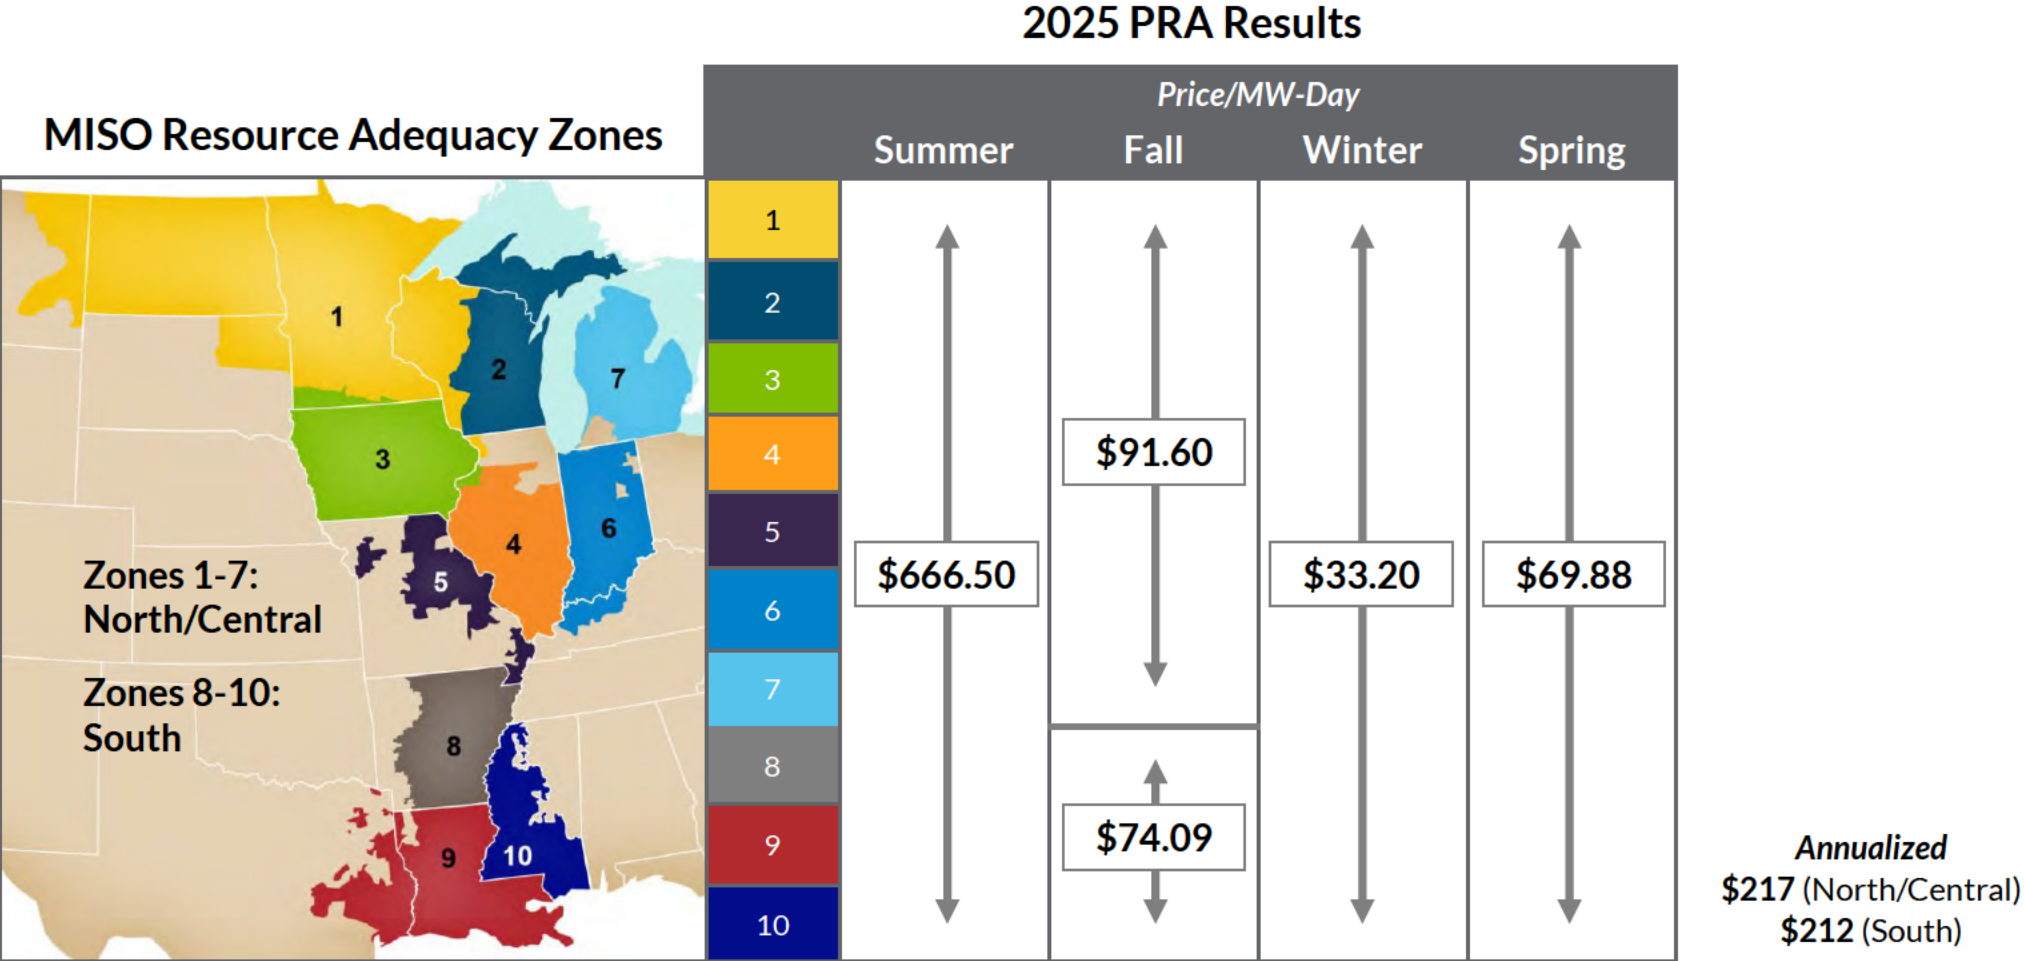 2025 PRA Results
MISO Resource Adequacy Zones
Price/MW-Day
Summer Fall Winter Spring
1
2
7
3
4
6
5
8
9
10
Zones 1-7:
North/Central
Zones 8-10:
South
1
2
3
4
5
6
7
8
9
10
$666.50
$91.60
$74.09
$33.20
$69.88
Annualized
$217 (North/Central)
$212 (South)